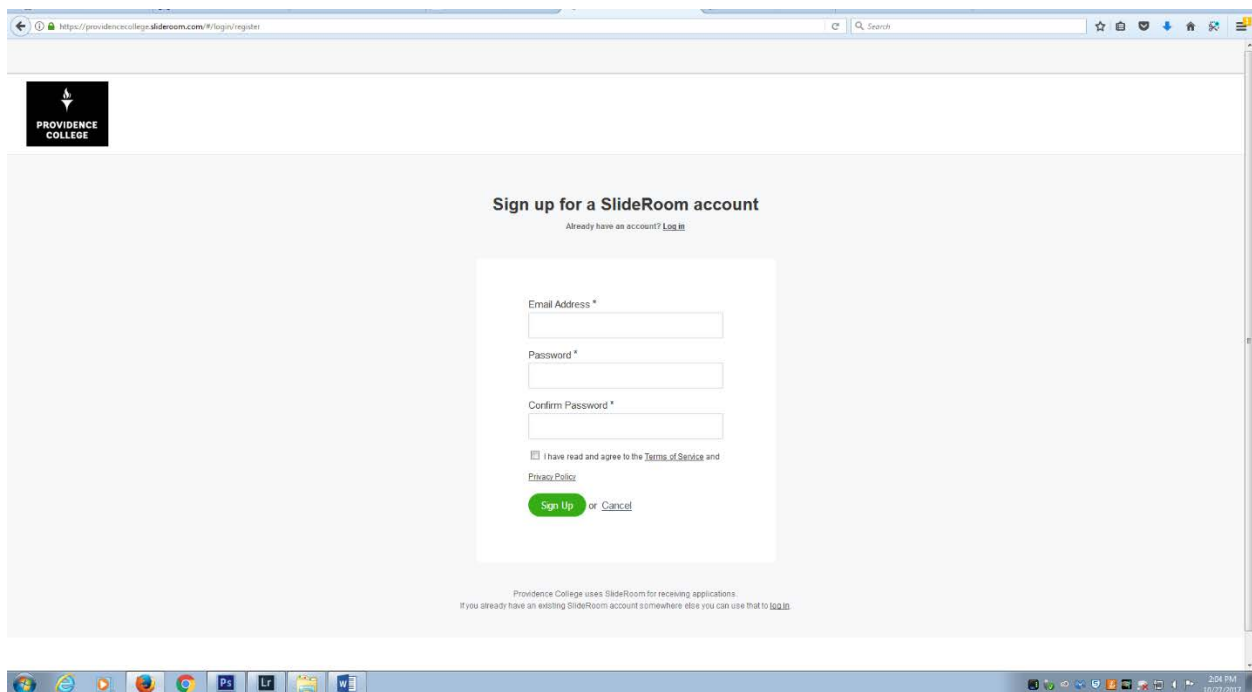 https://providencecollege.slideroom.com/#/login/register
Search
PROVIDENCE
COLLEGE
Sign up for a SlideRoom account
Already have an account? Log in
Email Address *
Password *
Confirm Password *
I have read and agree to the Terms of Service and
Privacy Policy
Sign Up or Cancel
Providence College uses SlideRoom for receiving applications.
If you already have an existing SlideRoom account somewhere else you can use that to log in.
Ps
Lr
2:04 PM
10/27/2017